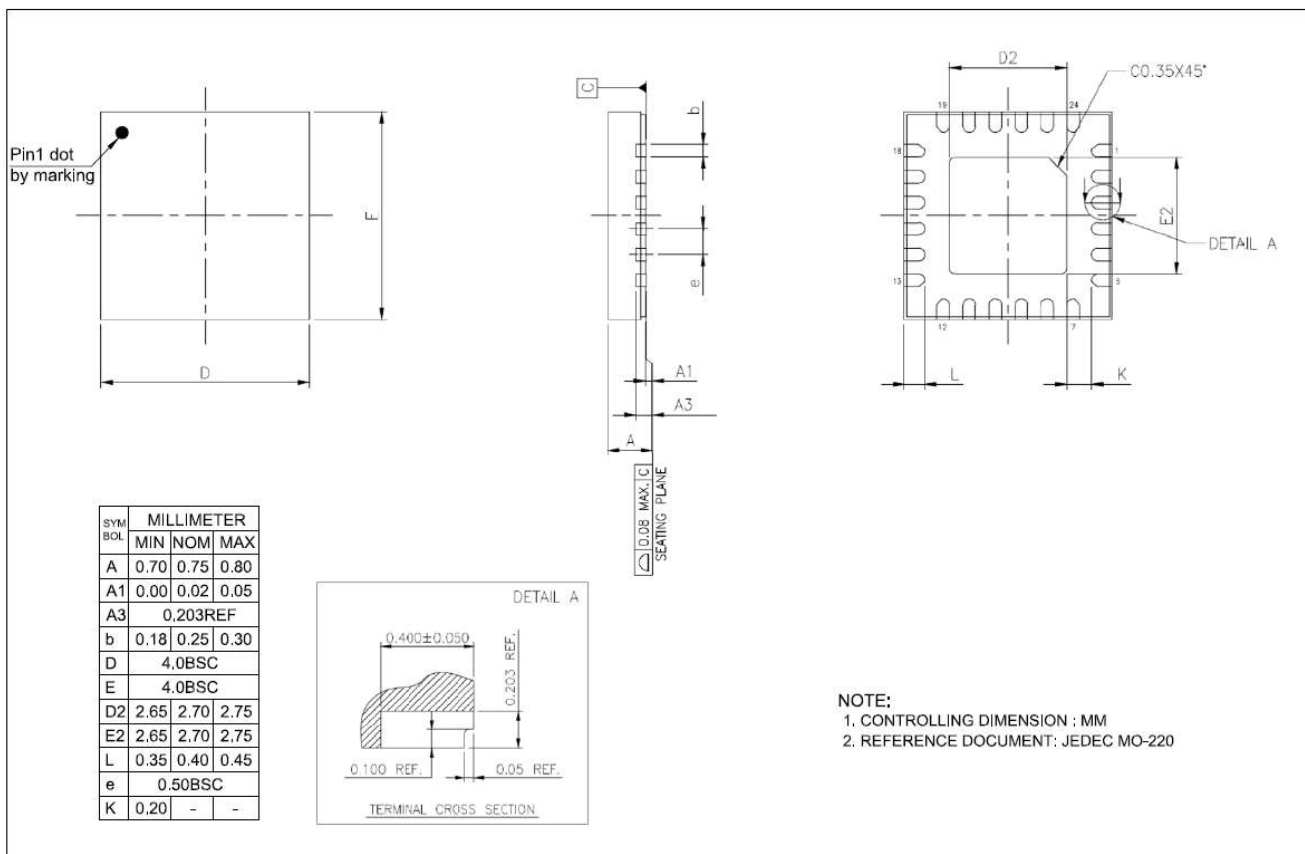 Pin1 dot
by marking
E
D
C
b
e
A1
A3
A
0.08 MAX. C
SEATING PLANE
D2
C0.35X45°
19
24
18
1
E2
DETAIL A
13
6
12
7
L
K
SYM
BOL
MILLIMETER
MIN NOM MAX
A 0.70 0.75 0.80
A1 0.00 0.02 0.05
A3 0.203REF
b 0.18 0.25 0.30
D 4.0BSC
E 4.0BSC
D2 2.65 2.70 2.75
E2 2.65 2.70 2.75
L 0.35 0.40 0.45
e 0.50BSC
K 0.20 - -
DETAIL A
0.400±0.050
0.203 REF.
0.100 REF.
0.05 REF.
TERMINAL CROSS SECTION
NOTE:
1. CONTROLLING DIMENSION : MM
2. REFERENCE DOCUMENT: JEDEC MO-220